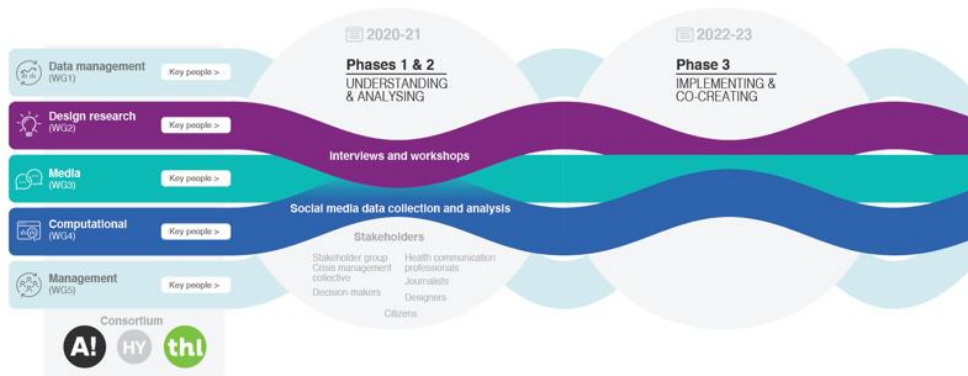 2020-21
2022-23
Data management
(WG1)
Key people >
Phases 1 & 2
UNDERSTANDING
& ANALYSING
Phase 3
IMPLEMENTING &
CO-CREATING
Design research
(WG2)
Key people >
Interviews and workshops
Media
(WG3)
Key people >
Computational
(WG4)
Key people >
Social media data collection and analysis
Stakeholders
Stakeholder group
Crisis management
collective
Decision makers
Health communication
professionals
Journalists
Designers
Citizens
Management
(WG5)
Key people >
Consortium
A!
HY
thl